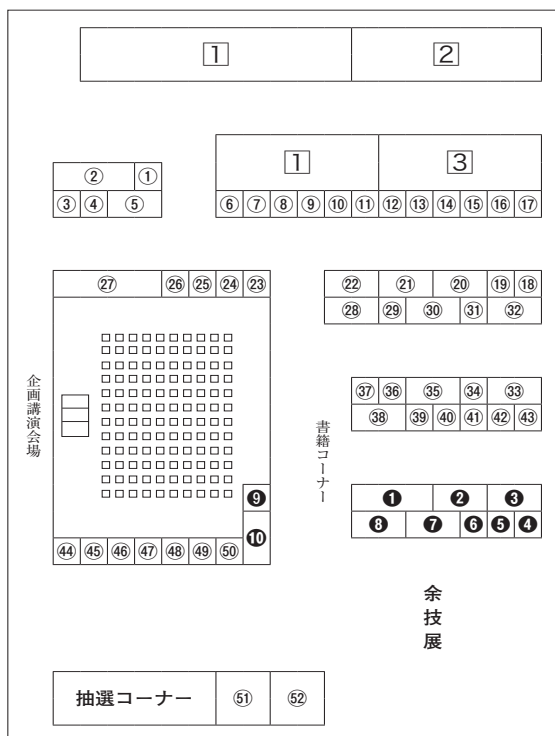 1 2
1 3
② ①
③ ④ ⑤
⑥ ⑦ ⑧ ⑨ ⑩ ⑪ ⑫ ⑬ ⑭ ⑮ ⑯ ⑰
㉗ ㉖ ㉕ ㉔ ㉓
㉒ ㉑ ⑳ ⑲ ⑱
㉘ ㉙ ㉚ ㉛ ㉜
企画講演会場
㊲ ㊱ ㉟ ㉞ ㉝
㊳ ㊴ ㊵ ㊶ ㊷ ㊸
書籍コーナー
❾
❿
❶ ❷ ❸
❽ ❼ ❻ ❺ ❹
㊹ ㊺ ㊻ ㊼ ㊽ ㊾ ㊿
余技展
抽選コーナー 51 52